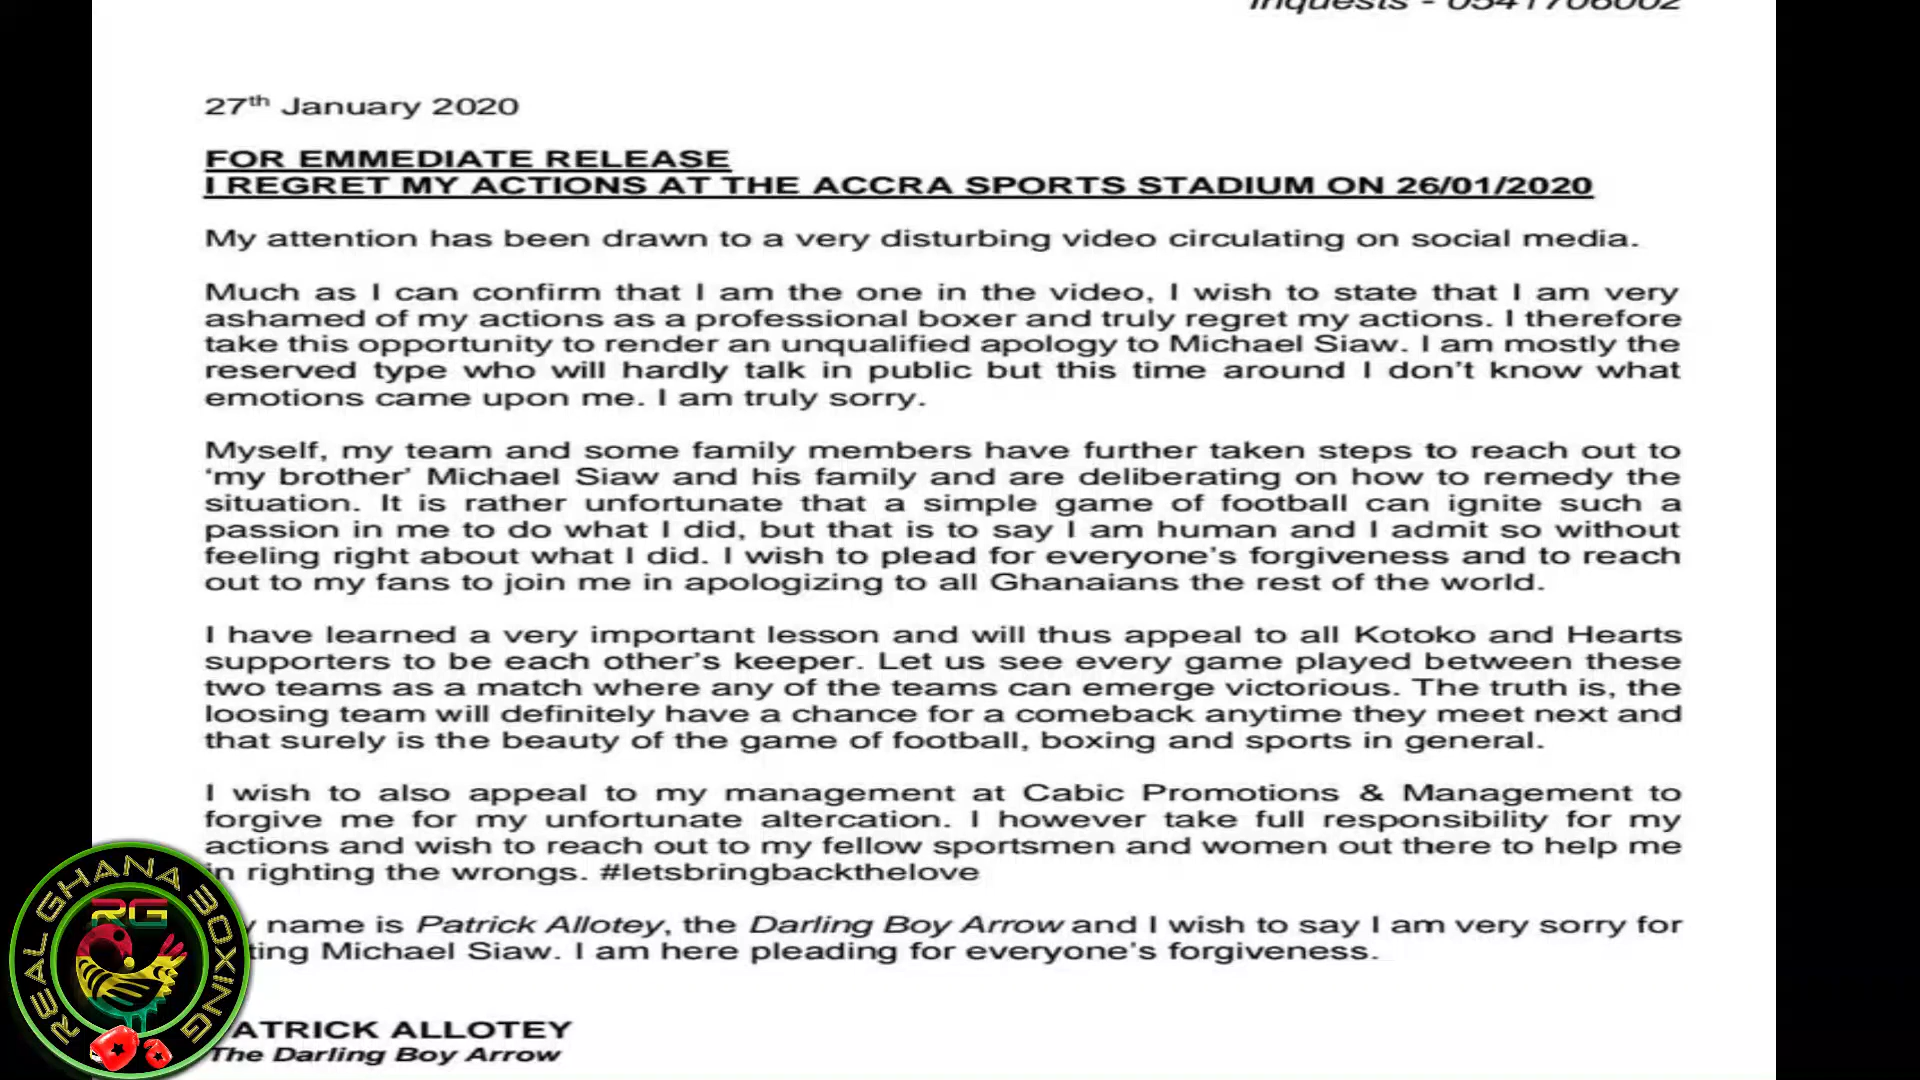 Inquests - 0541706002
27th January 2020
FOR EMMEDIATE RELEASE
I REGRET MY ACTIONS AT THE ACCRA SPORTS STADIUM ON 26/01/2020
My attention has been drawn to a very disturbing video circulating on social media.
Much as I can confirm that I am the one in the video, I wish to state that I am very
ashamed of my actions as a professional boxer and truly regret my actions. I therefore
take this opportunity to render an unqualified apology to Michael Siaw. I am mostly the
reserved type who will hardly talk in public but this time around I don't know what
emotions came upon me. I am truly sorry.
Myself, my team and some family members have further taken steps to reach out to
‘my brother’ Michael Siaw and his family and are deliberating on how to remedy the
situation. It is rather unfortunate that a simple game of football can ignite such a
passion in me to do what I did, but that is to say I am human and I admit so without
feeling right about what I did. I wish to plead for everyone's forgiveness and to reach
out to my fans to join me in apologizing to all Ghanaians the rest of the world.
I have learned a very important lesson and will thus appeal to all Kotoko and Hearts
supporters to be each other's keeper. Let us see every game played between these
two teams as a match where any of the teams can emerge victorious. The truth is, the
loosing team will definitely have a chance for a comeback anytime they meet next and
that surely is the beauty of the game of football, boxing and sports in general.
I wish to also appeal to my management at Cabic Promotions & Management to
forgive me for my unfortunate altercation. I however take full responsibility for my
actions and wish to reach out to my fellow sportsmen and women out there to help me
in righting the wrongs. #letsbringbackthelove
name is Patrick Allotey, the Darling Boy Arrow and I wish to say I am very sorry for
ting Michael Siaw. I am here pleading for everyone's forgiveness.
ATRICK ALLOTEY
The Darling Boy Arrow
REAL GHANA BOXING
RG